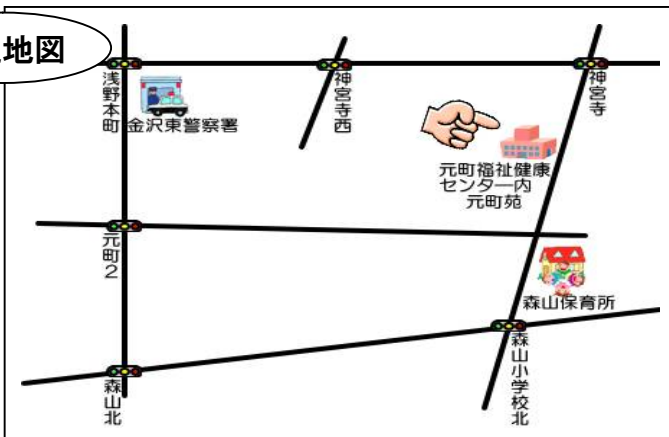 地図
浅野本町
金沢東警察署
神宮寺西
神宮寺
元町福祉健康
センター内
元町苑
元町2
森山保育所
森山小学校北
森山北